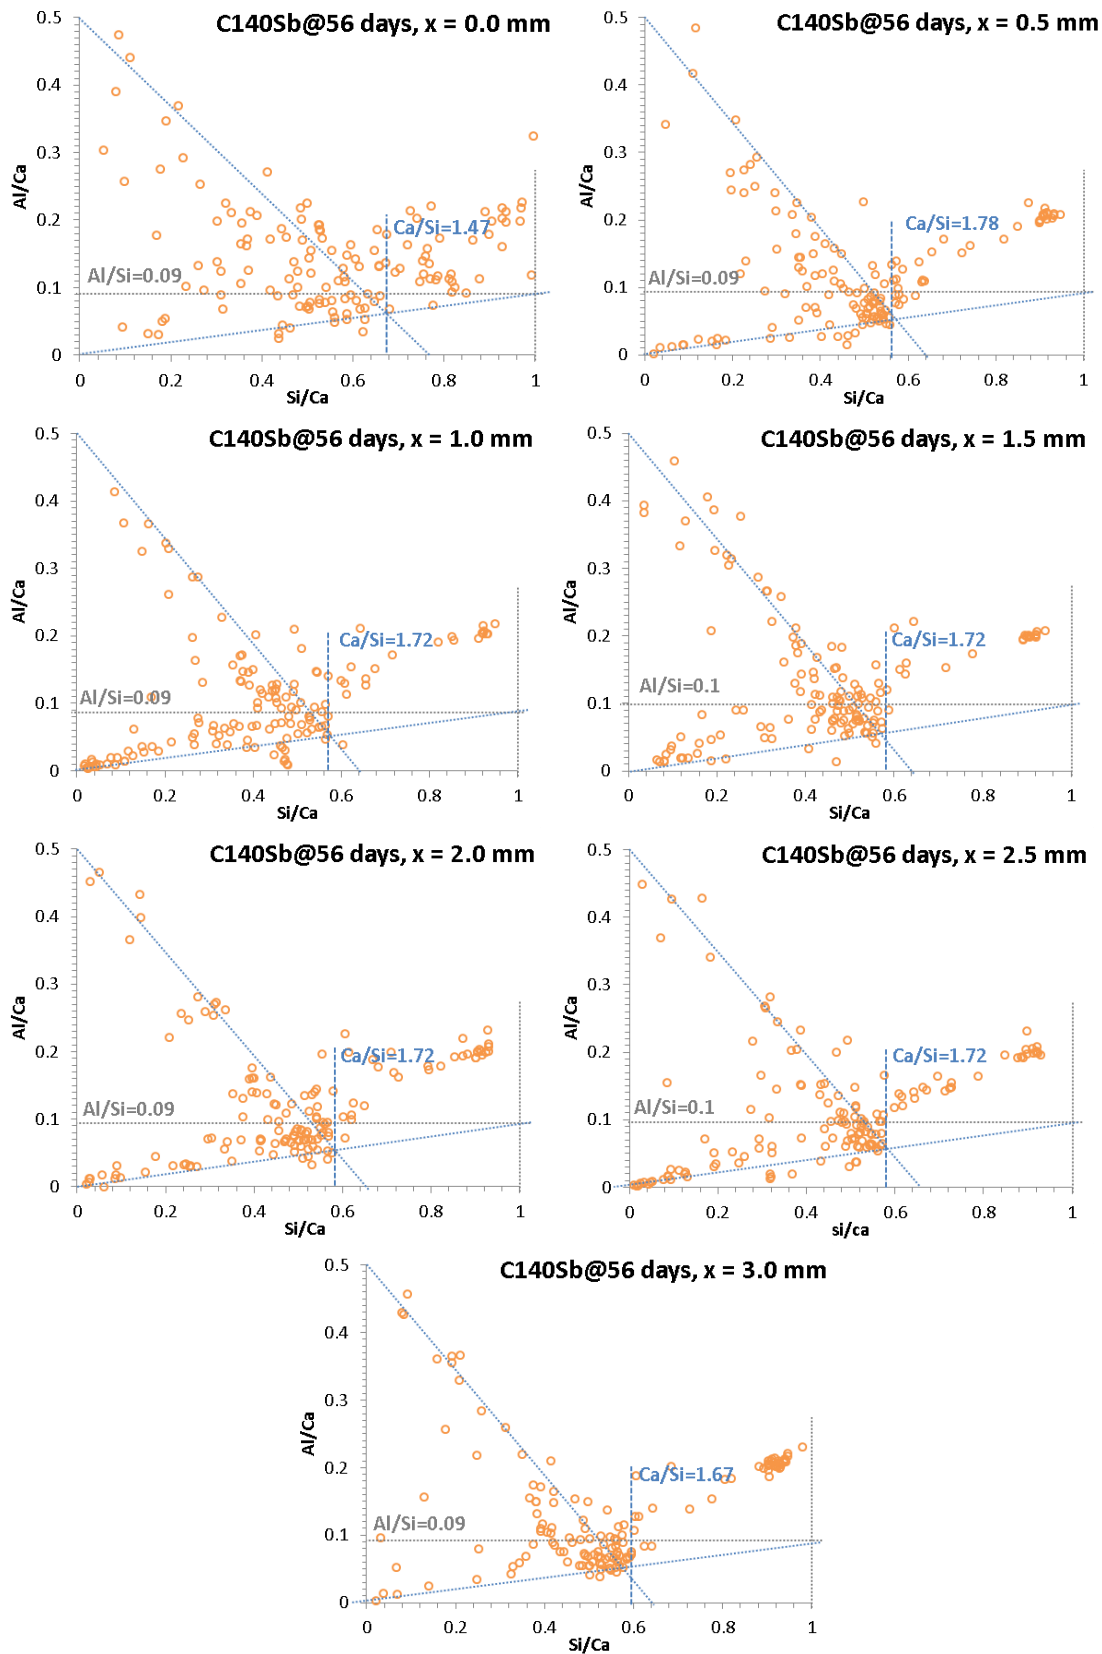 C140Sb@56 days, x = 0.0 mm
0.5
0.4
0.3
0.2
0.1
0
Al/Ca
Ca/Si=1.47
Al/Si=0.09
0 0.2 0.4 0.6 0.8 1
Si/Ca
C140Sb@56 days, x = 0.5 mm
0.5
0.4
0.3
0.2
0.1
0
Al/Ca
Ca/Si=1.78
Al/Si=0.09
0 0.2 0.4 0.6 0.8 1
Si/Ca
C140Sb@56 days, x = 1.0 mm
0.5
0.4
0.3
0.2
0.1
0
Al/Ca
Ca/Si=1.72
Al/Si=0.09
0 0.2 0.4 0.6 0.8 1
Si/Ca
C140Sb@56 days, x = 1.5 mm
0.5
0.4
0.3
0.2
0.1
0
Al/Ca
Ca/Si=1.72
Al/Si=0.1
0 0.2 0.4 0.6 0.8 1
Si/Ca
C140Sb@56 days, x = 2.0 mm
0.5
0.4
0.3
0.2
0.1
0
Al/Ca
Ca/Si=1.72
Al/Si=0.09
0 0.2 0.4 0.6 0.8 1
Si/Ca
C140Sb@56 days, x = 2.5 mm
0.5
0.4
0.3
0.2
0.1
0
Al/Ca
Ca/Si=1.72
Al/Si=0.1
0 0.2 0.4 0.6 0.8 1
si/ca
C140Sb@56 days, x = 3.0 mm
0.5
0.4
0.3
0.2
0.1
0
Al/Ca
Ca/Si=1.67
Al/Si=0.09
0 0.2 0.4 0.6 0.8 1
Si/Ca